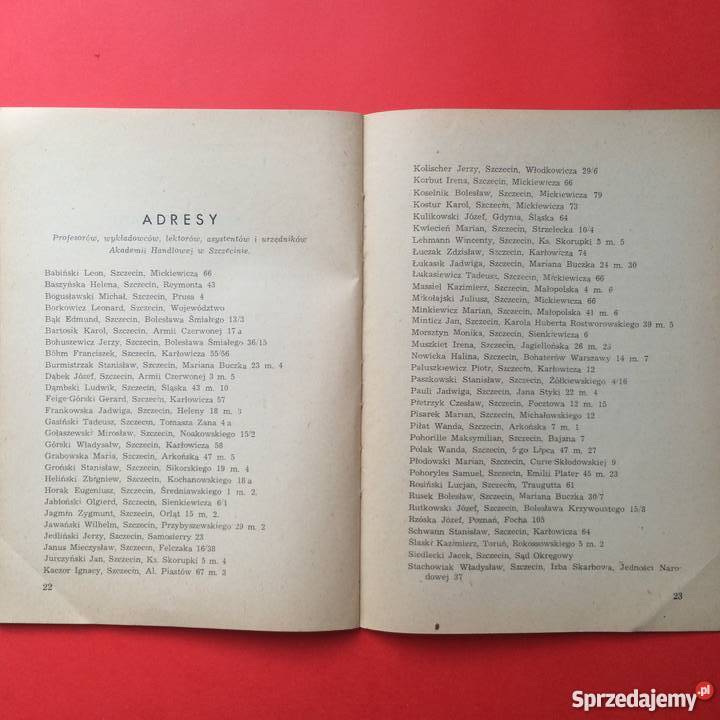 ADRESY
Profesorów, wykładowców, lektorów, asystentów i urzędników
Akademii Handlowej w Szczecinie.
Babiński Leon, Szczecin, Mickiewicza 66
Baszyńska Helena, Szczecin, Reymonta 43
Bogusławski Michał, Szczecin, Prusa 4
Borkowicz Leonard, Szczecin, Województwo
Bąk Edmund, Szczecin, Bolesława Śmiałego 13/3
Bartosik Karol, Szczecin, Armii Czerwonej 17 a
Bohuszewicz Jerzy, Szczecin, Bolesława Śmiałego 36/15
Böhm Franciszek, Szczecin, Karłowicza 55/56
Burmistrzak Stanisław, Szczecin, Mariana Buczka 23 m. 4
Dąbek Józef, Szczecin, Armii Czerwonej 3 m. 5
Dąmbski Ludwik, Szczecin, Śląska 43 m. 10
Feige-Górski Gerard, Szczecin, Karłowicza 57
Frankowska Jadwiga, Szczecin, Heleny 18 m. 3
Gasiński Tadeusz, Szczecin, Tomasza Zana 4 a
Gołaszewski Mirosław, Szczecin, Noakowskiego 15/2
Górski Władysałw, Szczecin, Karłowicza 58
Grabowska Maria, Szczecin, Arkońska 47 m. 5
Groński Stanisław, Szczecin, Sikorskiego 19 m. 4
Heliński Zbigniew, Szczecin, Kochanowskiego 18 a
Horak Eugeniusz, Szczecin, Średniawskiego 1 m. 2.
Jabłoński Olgierd, Szczecin, Sienkiewicza 6/1
Jagmin Zygmunt, Szczecin, Orląt 15 m. 2.
Jawański Wilhelm, Szczecin, Przybyszewskiego 29 m. 2
Jedliński Jerzy, Szczecin, Samosierry 23
Janus Mieczysław, Szczecin, Felczaka 16/38
Jurczyński Jan, Szczecin, Ks. Skorupki 5 m. 4
Kaczor Ignacy, Szczecin, Al. Piastów 67 m. 3
22
Kolischer Jerzy, Szczecin, Włodkowicza 29/6
Korbut Irena, Szczecin, Mickiewicza 66
Koselnik Bolesław, Szczecin, Mickiewicza 79
Kostur Karol, Szczecin, Mickiewicza 73
Kulikowski Józef, Gdynia, Śląska 64
Kwiecień Marian, Szczecin, Strzelecka 10/4
Lehmann Wincenty, Szczecin, Ks. Skorupki 5 m. 5
Łuczak Zdzisław, Szczecin, Karłowicza 74
Łukasik Jadwiga, Szczecin, Mariana Buczka 24 m. 30
Łukasiewicz Tadeusz, Szczecin, Mickiewicza 66
Massiel Kazimierz, Szczecin, Małopolska 4 m. 6
Mikołajski Juliusz, Szczecin, Mickiewicza 66
Minkiewicz Marian, Szczecin, Małopolska 41 m. 6
Minticz Jan, Szczecin, Karola Huberta Rostworowskiego 39 m. 5
Morsztyn Monika, Szczecin, Sienkiewicza 6
Muszkiet Irena, Szczecin, Jagiellońska 26 m. 23
Nowicka Halina, Szczecin, Bohaterów Warszawy 14 m. 7
Paluszkiewicz Piotr, Szczecin, Karłowicza 12
Paszkowski Stanisław, Szczecin, Żółkiewskiego 4/16
Pauli Jadwiga, Szczecin, Jana Styki 22 m. 4
Pietrzyk Czesław, Szczecin, Pocztowa 12 m. 15
Pisarek Marian, Szczecin, Michałowskiego 12
Piłat Wanda, Szczecin, Arkońska 7 m. 1
Pohorille Maksymilian, Szczecin, Bajana 7
Polak Wanda, Szczecin, 5-go Lipca 47 m. 27
Płodowski Marian, Szczecin, Curie-Skłodowskiej 9
Pohoryles Samuel, Szczecin, Emilii Plater 45 m. 23
Rosiński Lucjan, Szczecin, Traugutta 61
Rusek Bolesław, Szczecin, Mariana Buczka 30/7
Rutkowski Józef, Szczecin, Bolesława Krzywoustego 15/8
Rzóska Józef, Poznań, Focha 105
Schwann Stanisław, Szczecin, Karłowicza 64
Ślaski Kazimierz, Toruń, Rokossowskiego 5 m. 2
Siedlecki Jacek, Szczecin, Sąd Okręgowy
Stachowiak Władysław, Szczecin, Izba Skarbowa, Jedności Naro-
dowej 37
23
Sprzedajemy.pl